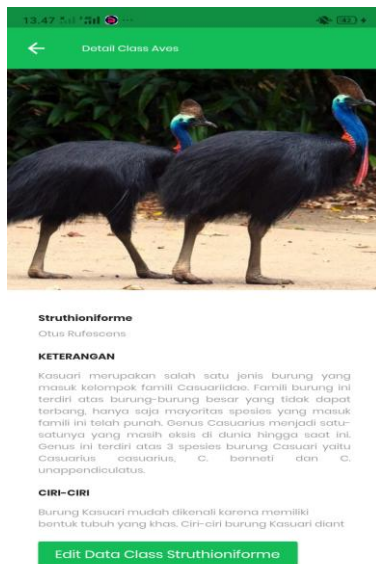 13.47
Detail Class Aves
Struthioniforme
Otus Rufescens
KETERANGAN
Kasuari merupakan salah satu jenis burung yang
masuk kelompok famili Casuariidae. Famili burung ini
terdiri atas burung-burung besar yang tidak dapat
terbang, hanya saja mayoritas spesies yang masuk
famili ini telah punah. Genus Casuarius menjadi satu-
satunya yang masih eksis di dunia hingga saat ini.
Genus ini terdiri atas 3 spesies burung Casuari yaitu
Casuarius casuarius, C. benneti dan C.
unappendiculatus.
CIRI-CIRI
Burung Kasuari mudah dikenali karena memiliki
bentuk tubuh yang khas. Ciri-ciri burung Kasuari diant
Edit Data Class Struthioniforme